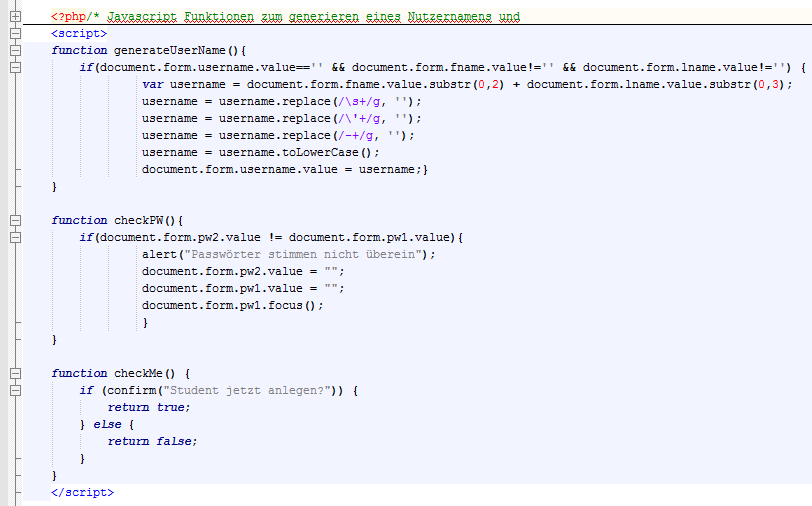 <?php/* Javascript Funktionen zum generieren eines Nutzernamens und
<script>
function generateUserName(){
if(document.form.username.value=='' && document.form.fname.value!='' && document.form.lname.value!='') {
var username = document.form.fname.value.substr(0,2) + document.form.lname.value.substr(0,3);
username = username.replace(/\s+/g, '');
username = username.replace(/\'+/g, '');
username = username.replace(/-+/g, '');
username = username.toLowerCase();
document.form.username.value = username;}
}
function checkPW(){
if(document.form.pw2.value != document.form.pw1.value){
alert("Passwörter stimmen nicht überein");
document.form.pw2.value = "";
document.form.pw1.value = "";
document.form.pw1.focus();
}
}
function checkMe() {
if (confirm("Student jetzt anlegen?")) {
return true;
} else {
return false;
}
}
</script>